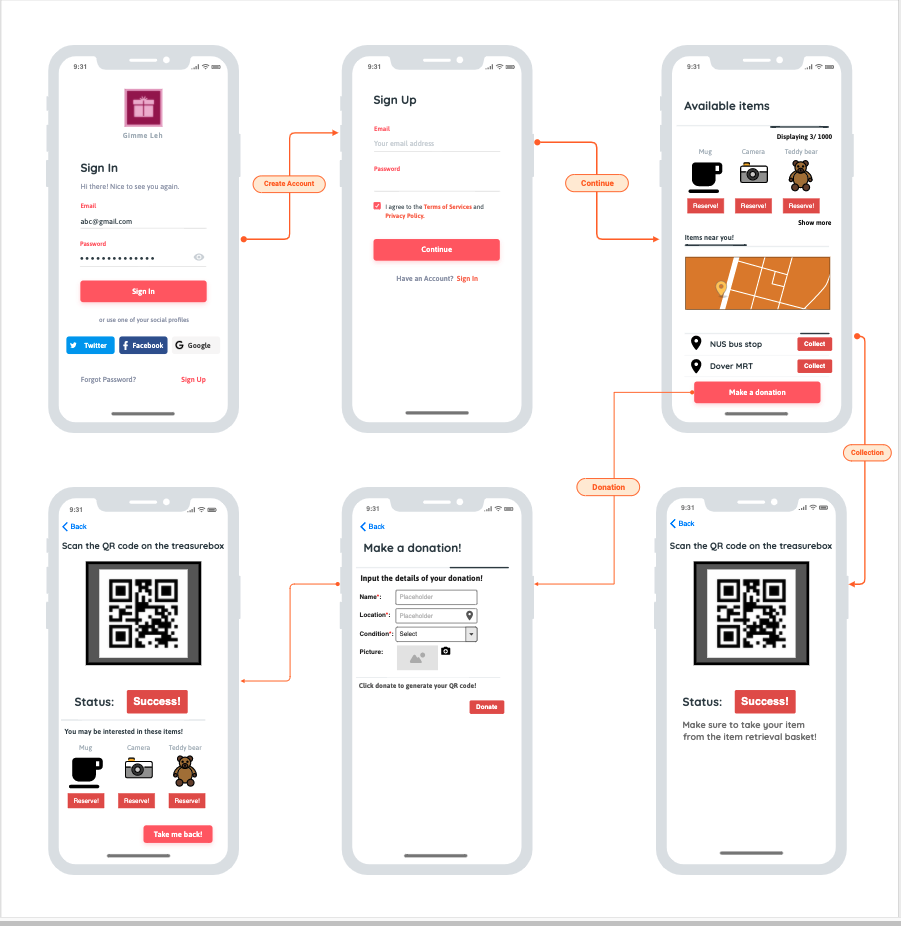 9:31
Gimme Leh
Sign In
Hi there! Nice to see you again.
Email
abc@gmail.com
Password
Sign In
or use one of your social profiles
Twitter
Facebook
Google
Forgot Password?
Sign Up
Create Account
9:31
Sign Up
Email
Your email address
Password
I agree to the Terms of Services and
Privacy Policy.
Continue
Have an Account? Sign In
Continue
9:31
Available items
Displaying 3/ 1000
Mug
Camera
Teddy bear
Reserve!
Reserve!
Reserve!
Show more
Items near you!
NUS bus stop
Collect
Dover MRT
Collect
Make a donation
Collection
Donation
9:31
Back
Scan the QR code on the treasurebox
Status:
Success!
You may be interested in these items!
Mug
Camera
Teddy bear
Reserve!
Reserve!
Reserve!
Take me back!
9:31
Back
Make a donation!
Input the details of your donation!
Name*:
Placeholder
Location*:
Placeholder
Condition*:
Select
Picture:
Click donate to generate your QR code!
Donate
9:31
Back
Scan the QR code on the treasurebox
Status:
Success!
Make sure to take your item
from the item retrieval basket!